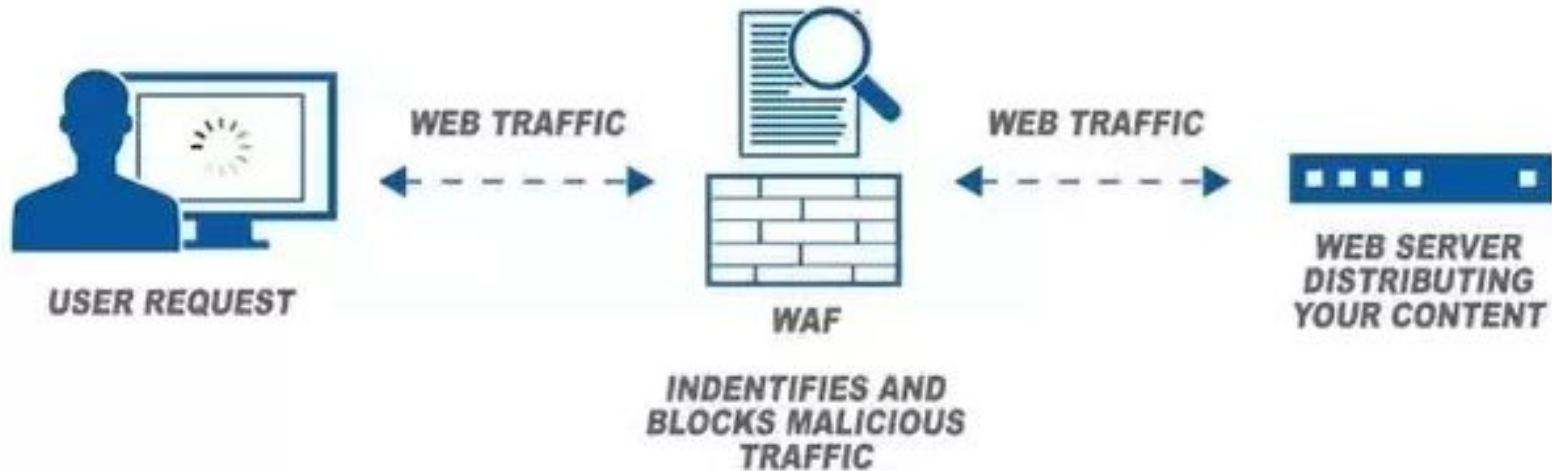 WEB TRAFFIC
WEB TRAFFIC
USER REQUEST
WAF
INDENTIFIES AND
BLOCKS MALICIOUS
TRAFFIC
WEB SERVER
DISTRIBUTING
YOUR CONTENT